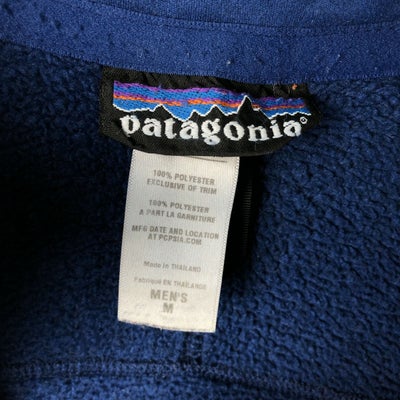 patagonia®
100% POLYESTER
EXCLUSIVE OF TRIM
100% POLYESTER
A PART LA GARNITURE
MFG DATE AND LOCATION
AT PCPSIA.COM
Made in THAILAND
Fabriqué EN THAILANDE
MEN'S
M